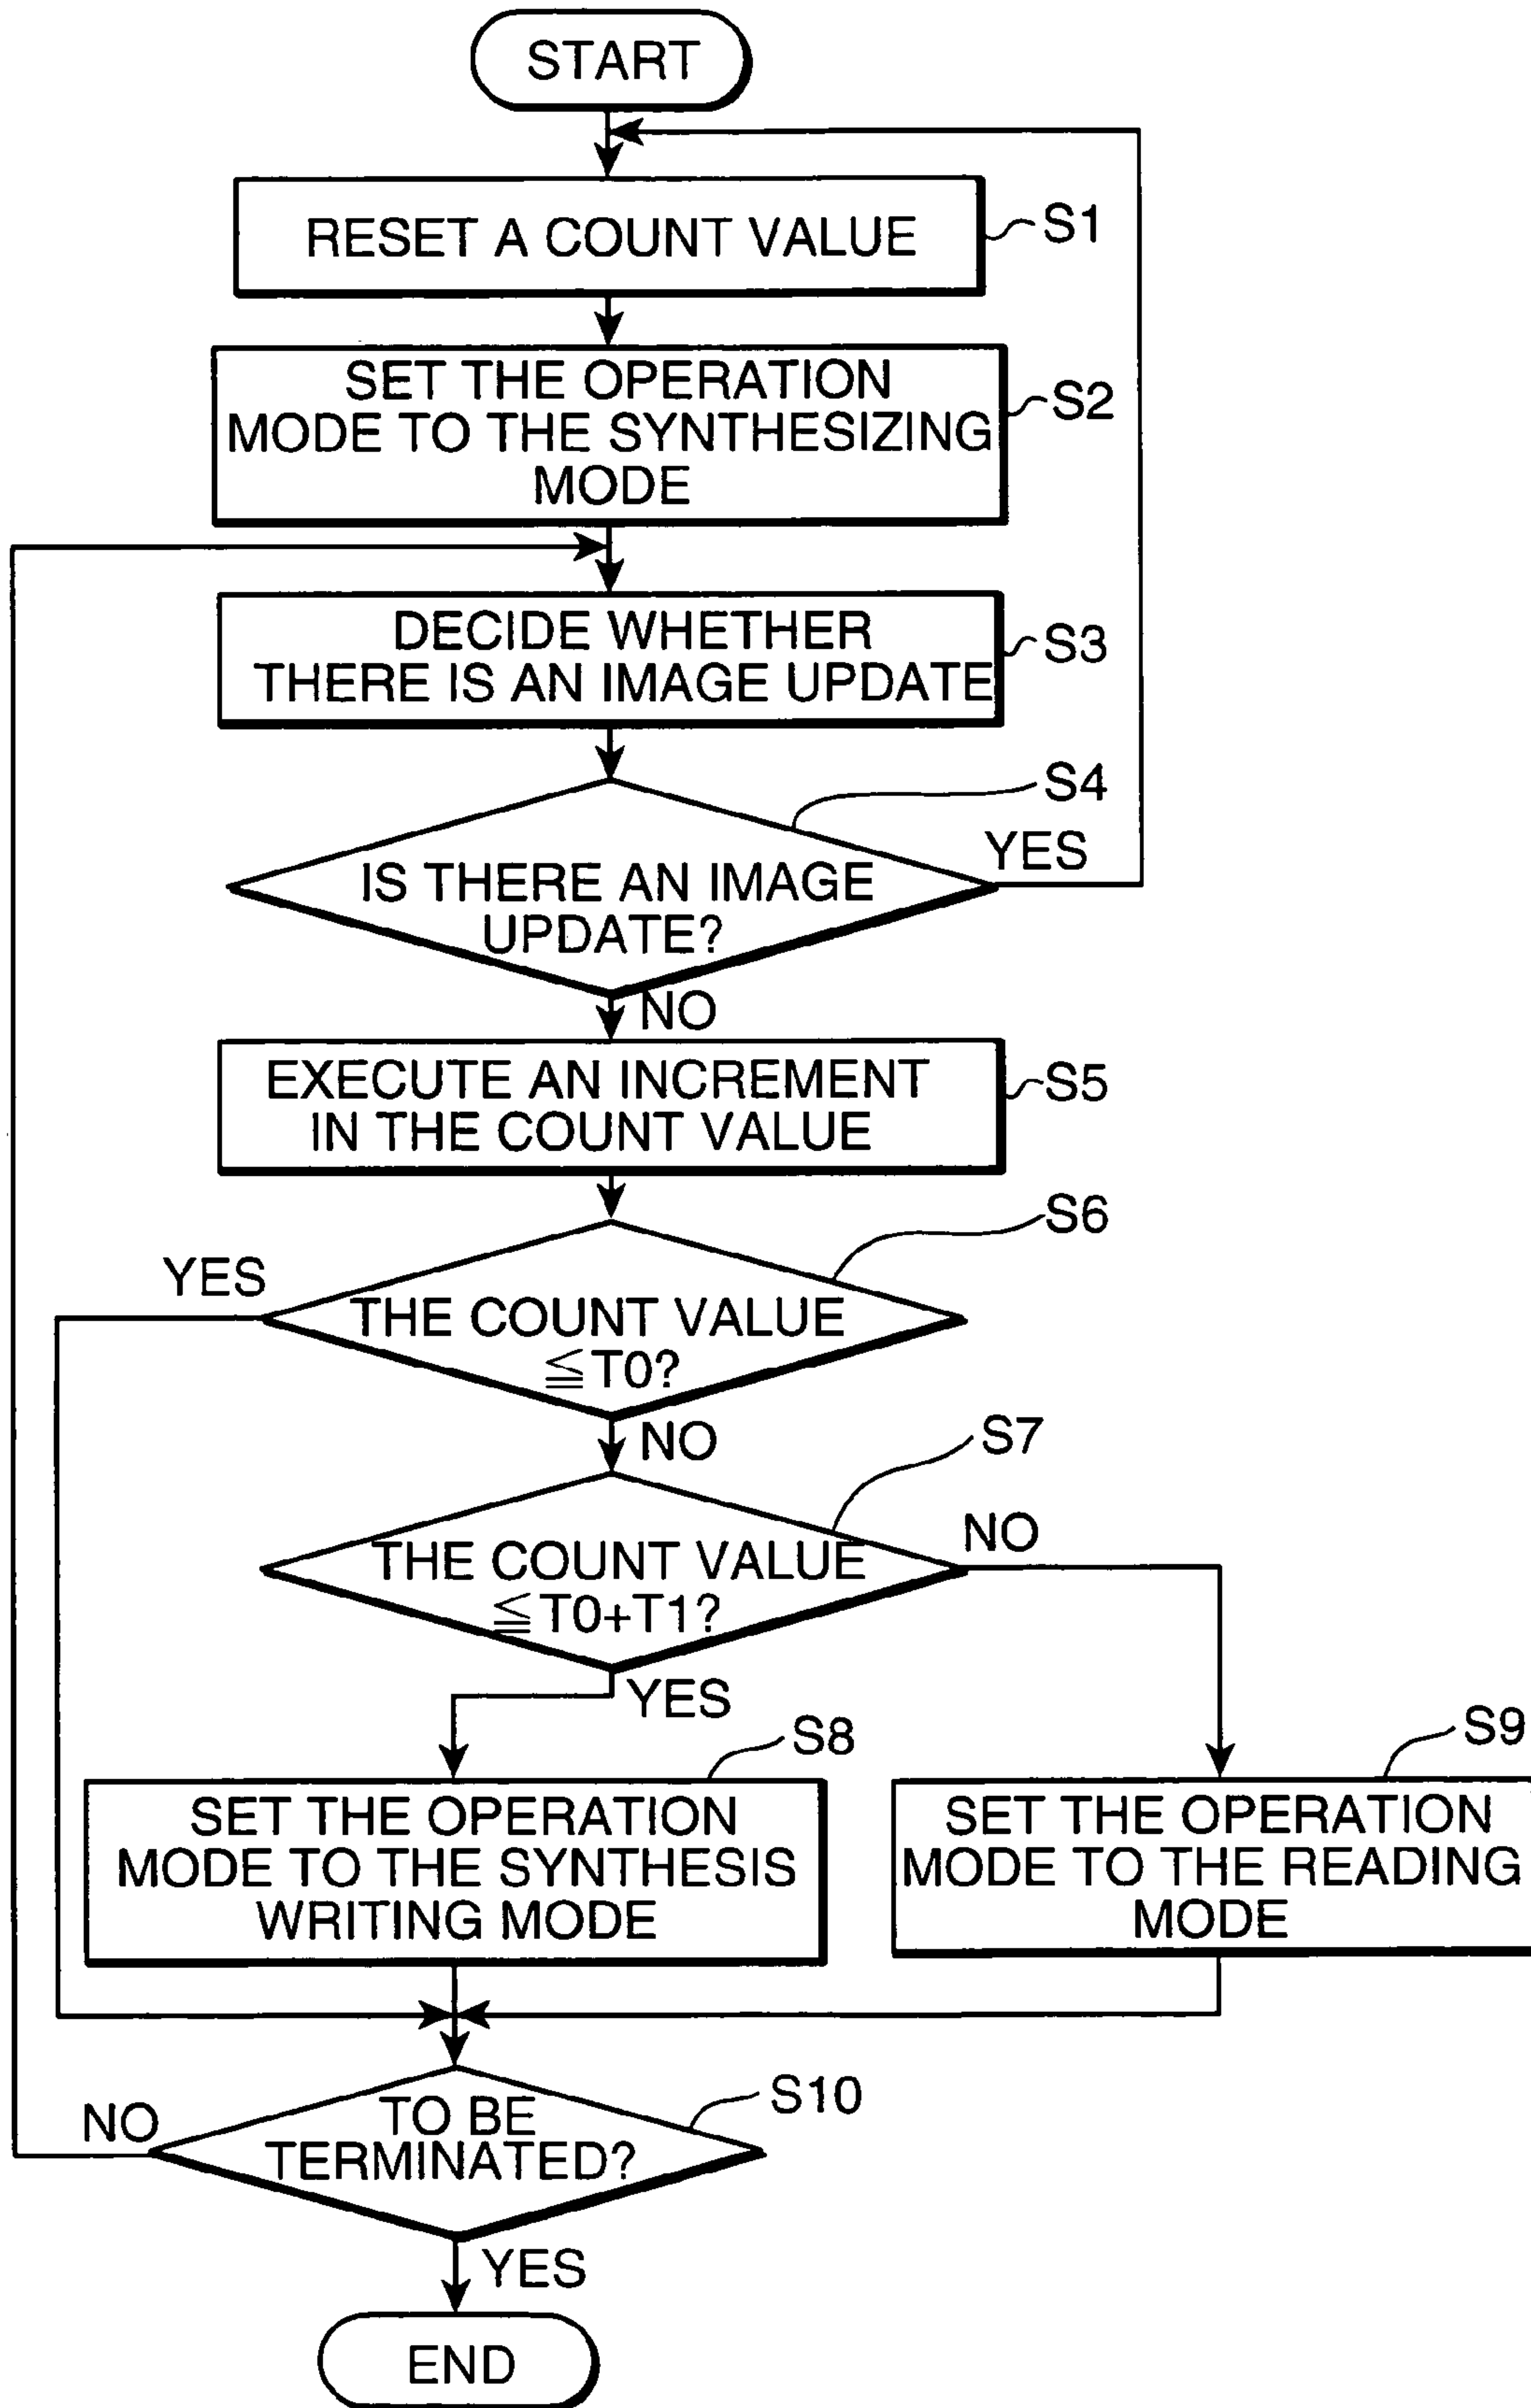 START
RESET A COUNT VALUE
S1
SET THE OPERATION
MODE TO THE SYNTHESIZING
MODE
S2
DECIDE WHETHER
THERE IS AN IMAGE UPDATE
S3
S4
IS THERE AN IMAGE
UPDATE?
YES
NO
EXECUTE AN INCREMENT
IN THE COUNT VALUE
S5
S6
YES
THE COUNT VALUE
≦T0?
NO
S7
THE COUNT VALUE
≦T0+T1?
NO
YES
S8
SET THE OPERATION
MODE TO THE SYNTHESIS
WRITING MODE
S9
SET THE OPERATION
MODE TO THE READING
MODE
S10
TO BE
TERMINATED?
NO
YES
END